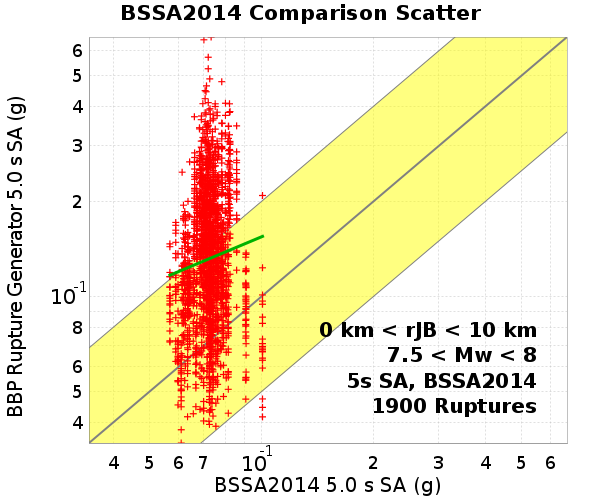 BSSA2014 Comparison Scatter
BBP Rupture Generator 5.0 s SA (g)
6
5
4
3
2
10⁻¹
8
6
5
4
0 km < rJB < 10 km
7.5 < Mw < 8
5s SA, BSSA2014
1900 Ruptures
4 5 6 7 10⁻¹ 2 3 4 5 6
BSSA2014 5.0 s SA (g)